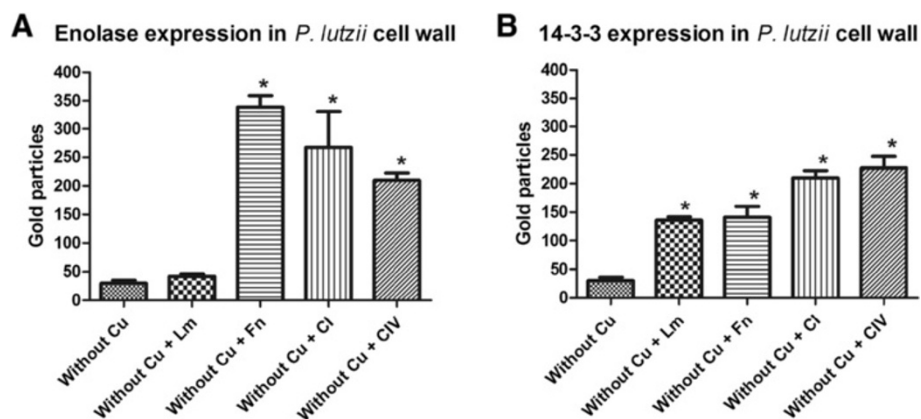 A Enolase expression in P. lutzii cell wall
Gold particles
400
350
300
250
200
150
100
50
0
*
*
*
Without Cu
Without Cu + Lm
Without Cu + Fn
Without Cu + CI
Without Cu + CIV
B 14-3-3 expression in P. lutzii cell wall
Gold particles
400
350
300
250
200
150
100
50
0
*
*
*
*
Without Cu
Without Cu + Lm
Without Cu + Fn
Without Cu + CI
Without Cu + CIV